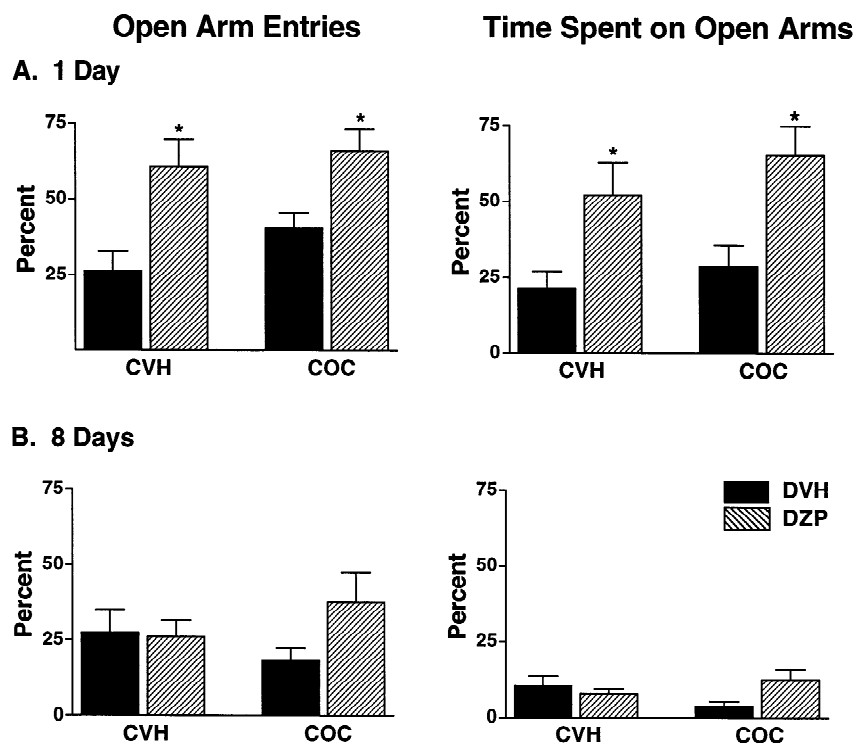 Open Arm Entries
Time Spent on Open Arms
A. 1 Day
75
50
25
Percent
*
*
CVH
COC
75
50
25
0
Percent
*
*
CVH
COC
B. 8 Days
75
50
25
0
Percent
CVH
COC
75
50
25
0
Percent
DVH
DZP
CVH
COC